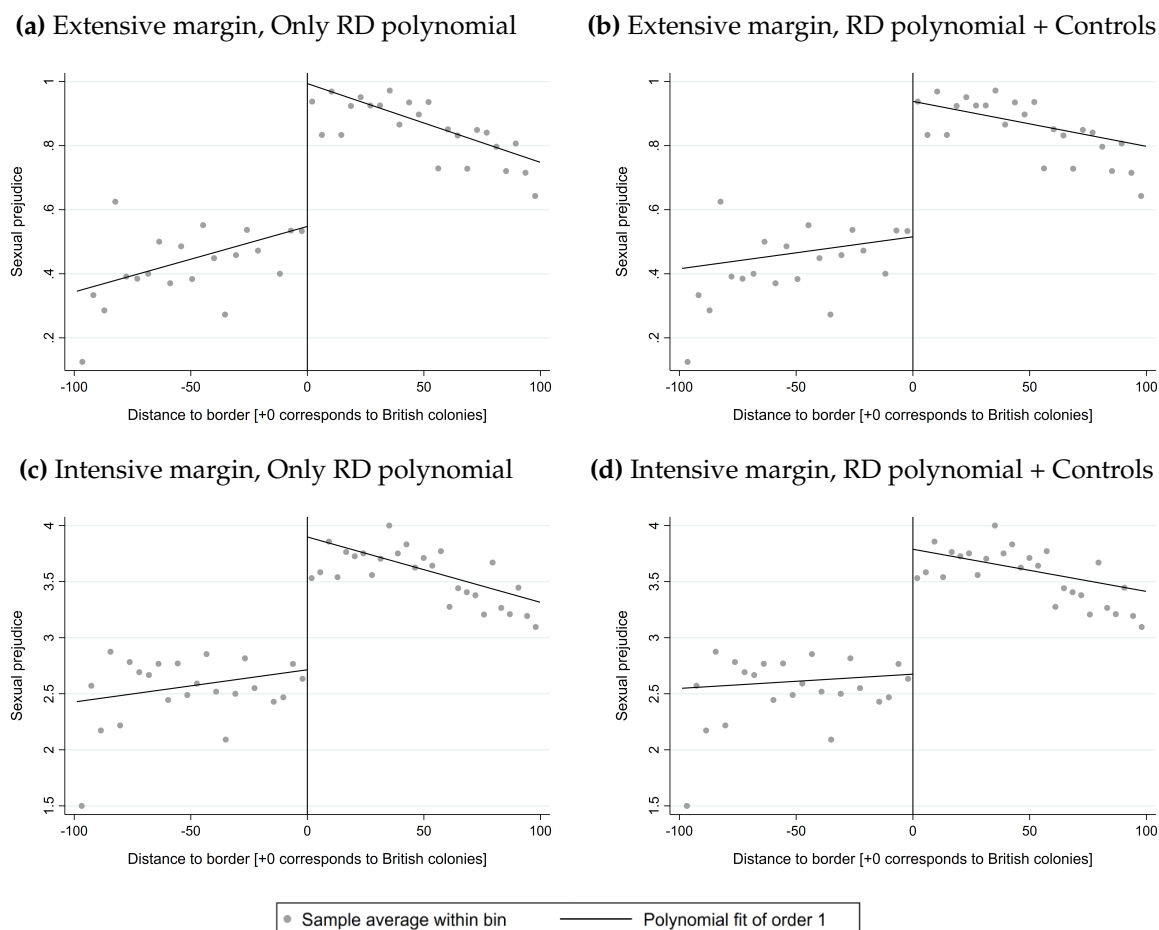 (a) Extensive margin, Only RD polynomial
(b) Extensive margin, RD polynomial + Controls
Sexual prejudice
1
.8
.6
.4
.2
-100 -50 0 50 100
Distance to border [+0 corresponds to British colonies]
Sexual prejudice
1
.8
.6
.4
.2
-100 -50 0 50 100
Distance to border [+0 corresponds to British colonies]
(c) Intensive margin, Only RD polynomial
(d) Intensive margin, RD polynomial + Controls
Sexual prejudice
4
3.5
3
2.5
2
1.5
-100 -50 0 50 100
Distance to border [+0 corresponds to British colonies]
Sexual prejudice
4
3.5
3
2.5
2
1.5
-100 -50 0 50 100
Distance to border [+0 corresponds to British colonies]
Sample average within bin
Polynomial fit of order 1